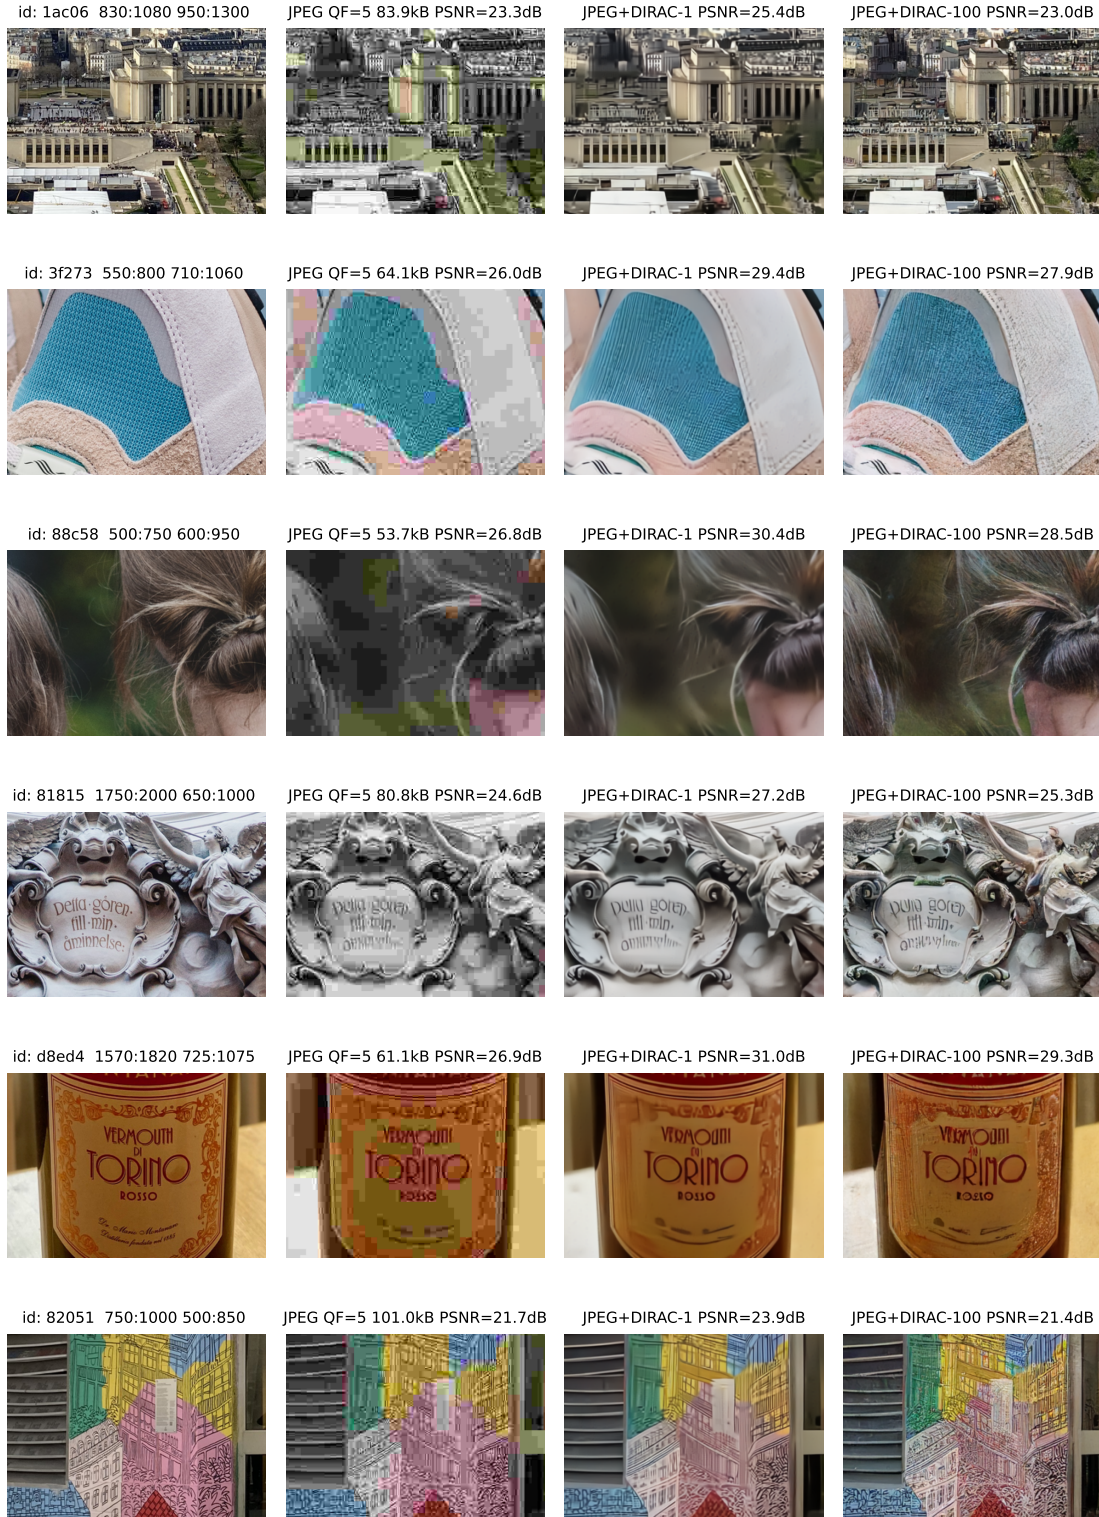 id: 1ac06 830:1080 950:1300
JPEG QF=5 83.9kB PSNR=23.3dB
JPEG+DIRAC-1 PSNR=25.4dB
JPEG+DIRAC-100 PSNR=23.0dB
id: 3f273 550:800 710:1060
JPEG QF=5 64.1kB PSNR=26.0dB
JPEG+DIRAC-1 PSNR=29.4dB
JPEG+DIRAC-100 PSNR=27.9dB
id: 88c58 500:750 600:950
JPEG QF=5 53.7kB PSNR=26.8dB
JPEG+DIRAC-1 PSNR=30.4dB
JPEG+DIRAC-100 PSNR=28.5dB
id: 81815 1750:2000 650:1000
JPEG QF=5 80.8kB PSNR=24.6dB
JPEG+DIRAC-1 PSNR=27.2dB
JPEG+DIRAC-100 PSNR=25.3dB
Detta·gören·
till·min·
åminnelse:
id: d8ed4 1570:1820 725:1075
JPEG QF=5 61.1kB PSNR=26.9dB
JPEG+DIRAC-1 PSNR=31.0dB
JPEG+DIRAC-100 PSNR=29.3dB
VERMOUTH
DI
TORINO
ROSSO
TORINO
ROSSO
TORINO
ROSSO
TORINO
id: 82051 750:1000 500:850
JPEG QF=5 101.0kB PSNR=21.7dB
JPEG+DIRAC-1 PSNR=23.9dB
JPEG+DIRAC-100 PSNR=21.4dB